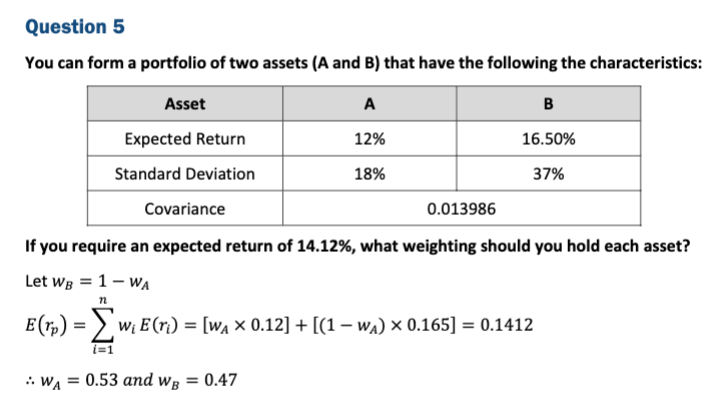 Question 5
You can form a portfolio of two assets (A and B) that have the following the characteristics:
Asset A B
Expected Return 12% 16.50%
Standard Deviation 18% 37%
Covariance 0.013986
If you require an expected return of 14.12%, what weighting should you hold each asset?
Let w_B = 1 − w_A
E(r_p) = ∑_{i=1}^{n} w_i E(r_i) = [w_A × 0.12] + [(1 − w_A) × 0.165] = 0.1412
∴ w_A = 0.53 and w_B = 0.47